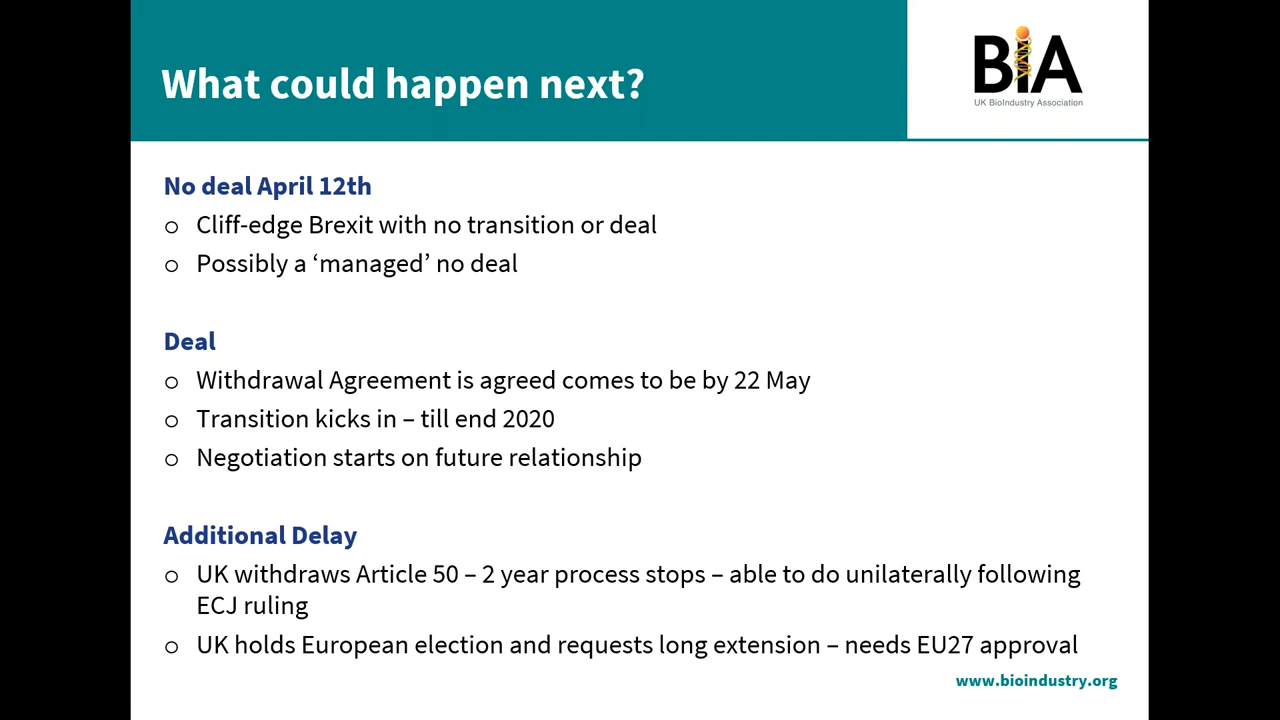 What could happen next?
BiA
UK BioIndustry Association
No deal April 12th
o Cliff-edge Brexit with no transition or deal
o Possibly a ‘managed’ no deal
Deal
o Withdrawal Agreement is agreed comes to be by 22 May
o Transition kicks in – till end 2020
o Negotiation starts on future relationship
Additional Delay
o UK withdraws Article 50 – 2 year process stops – able to do unilaterally following
ECJ ruling
o UK holds European election and requests long extension – needs EU27 approval
www.bioindustry.org